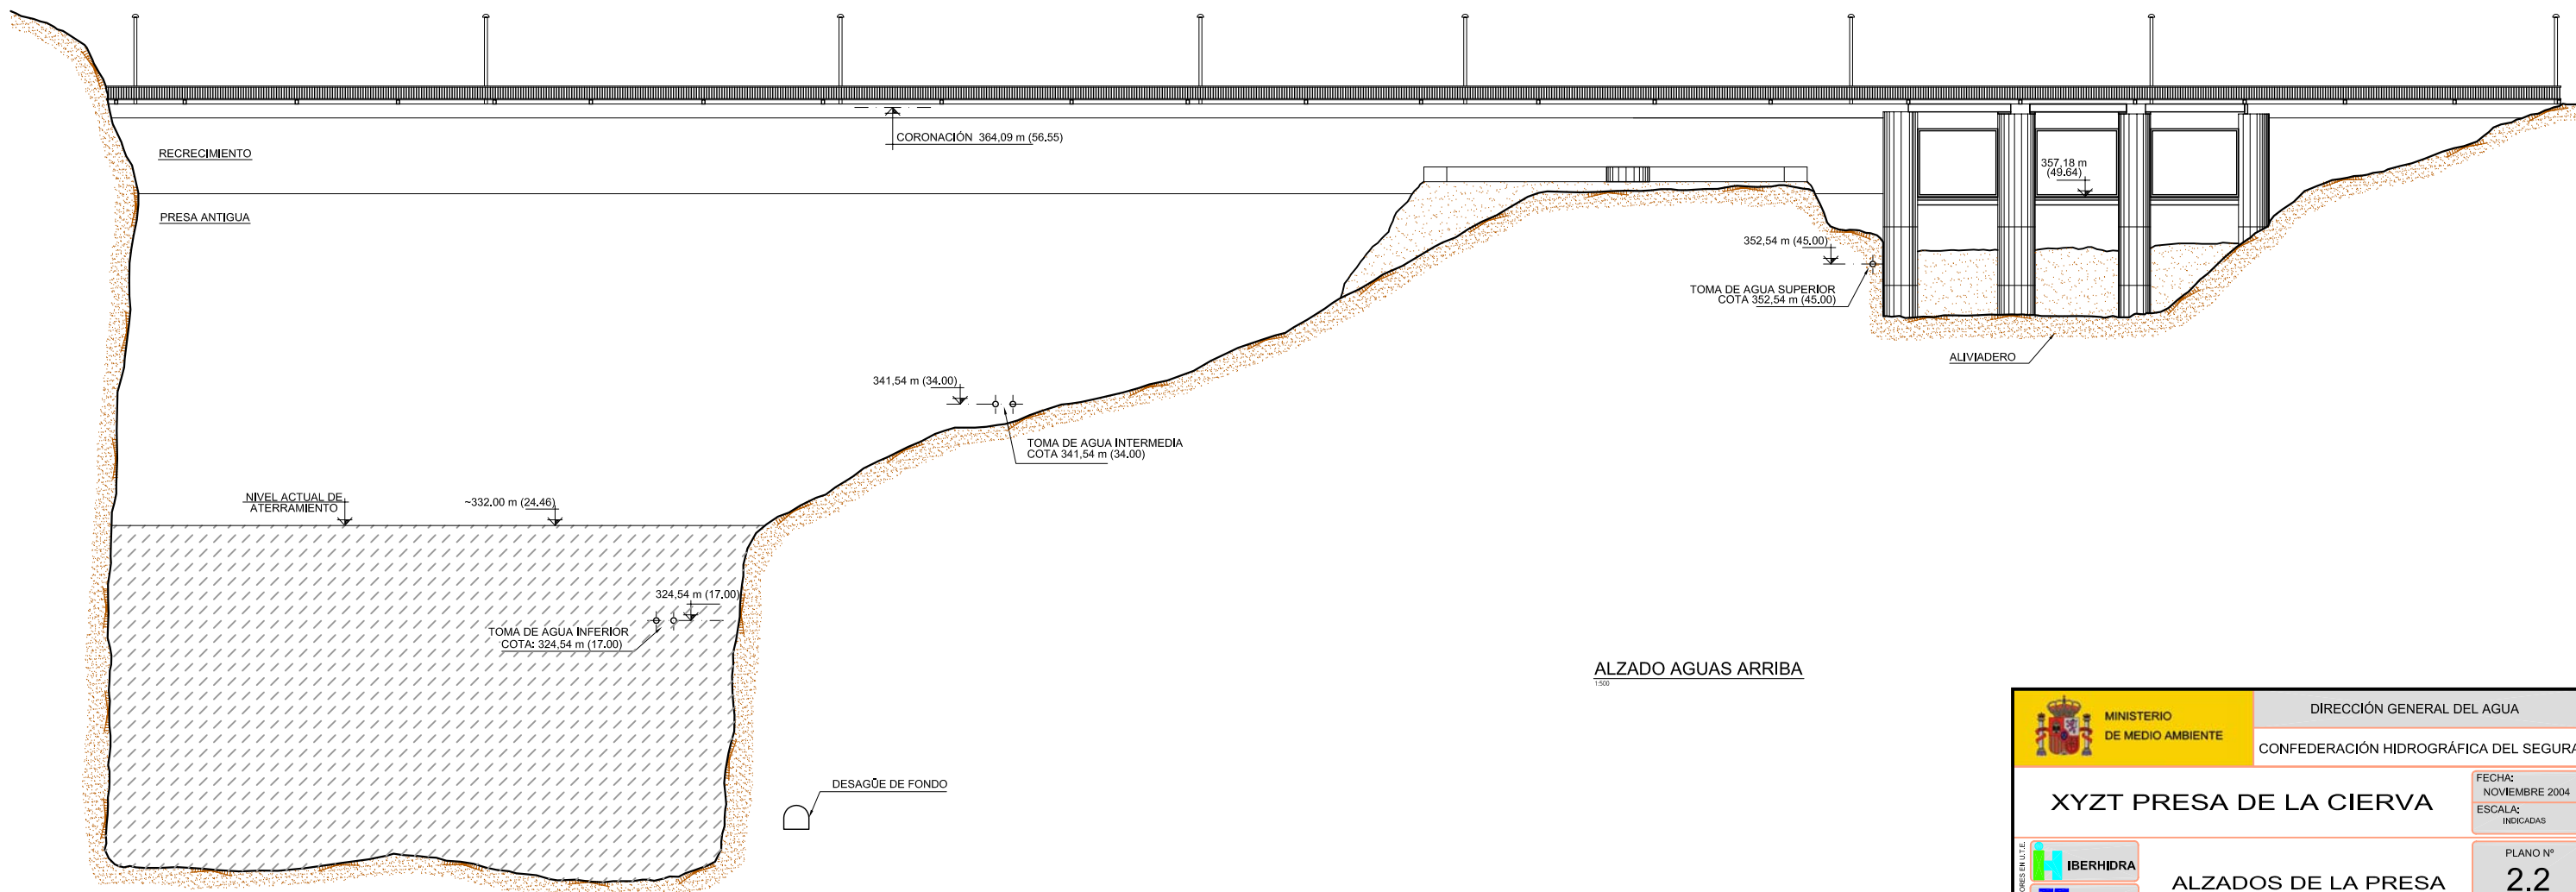 CORONACIÓN 364,09 m (56.55)
RECRECIMIENTO
PRESA ANTIGUA
357,18 m
(49.64)
352,54 m (45.00)
TOMA DE AGUA SUPERIOR
COTA 352,54 m (45.00)
ALIVIADERO
341,54 m (34.00)
TOMA DE AGUA INTERMEDIA
COTA 341,54 m (34.00)
NIVEL ACTUAL DE
ATERRAMIENTO
~332,00 m (24,46)
324,54 m (17.00)
TOMA DE AGUA INFERIOR
COTA: 324,54 m (17.00)
DESAGÜE DE FONDO
ALZADO AGUAS ARRIBA
1:500
MINISTERIO
DE MEDIO AMBIENTE
DIRECCIÓN GENERAL DEL AGUA
CONFEDERACIÓN HIDROGRÁFICA DEL SEGURA
XYZT PRESA DE LA CIERVA
FECHA:
NOVIEMBRE 2004
ESCALA:
INDICADAS
IBERHIDRA
ALZADOS DE LA PRESA
PLANO Nº
2.2